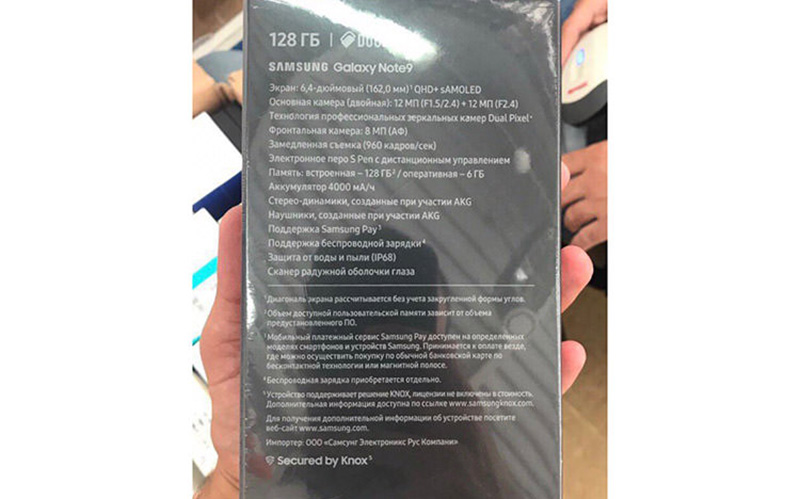 128 ГБ | DUO
SAMSUNG Galaxy Note9
Экран: 6,4-дюймовый (162,0 мм)¹ QHD+ sAMOLED
Основная камера (двойная): 12 МП (F1.5/2.4) + 12 МП (F2.4)
Технология профессиональных зеркальных камер Dual Pixel*
Фронтальная камера: 8 МП (АФ)
Замедленная съемка (960 кадров/сек)
Электронное перо S Pen с дистанционным управлением
Память: встроенная – 128 ГБ² / оперативная – 6 ГБ
Аккумулятор 4000 мА/ч
Стерео-динамики, созданные при участии AKG
Наушники, созданные при участии AKG
Поддержка Samsung Pay³
Поддержка беспроводной зарядки⁴
Защита от воды и пыли (IP68)
Сканер радужной оболочки глаза
¹Диагональ экрана рассчитывается без учета закругленной формы углов.
²Объем доступной пользовательской памяти зависит от объема
предустановленного ПО.
³Мобильный платежный сервис Samsung Pay доступен на определенных
моделях смартфонов и устройств Samsung. Принимается к оплате везде,
где можно осуществить покупку по обычной банковской карте по
бесконтактной технологии или магнитной полосе.
⁴Беспроводная зарядка приобретается отдельно.
⁵Устройство поддерживает решение KNOX, лицензии не включены в стоимость.
Дополнительная информация доступна по ссылке www.samsungknox.com.
Для получения дополнительной информации об устройстве посетите
веб-сайт www.samsung.com.
Импортер: ООО «Самсунг Электроникс Рус Компани»
Secured by Knox⁵